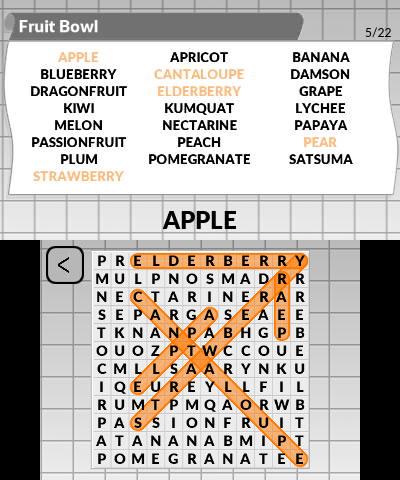 Fruit Bowl
5/22
APPLE APRICOT BANANA
BLUEBERRY CANTALOUPE DAMSON
DRAGONFRUIT ELDERBERRY GRAPE
KIWI KUMQUAT LYCHEE
MELON NECTARINE PAPAYA
PASSIONFRUIT PEACH PEAR
PLUM POMEGRANATE SATSUMA
STRAWBERRY
APPLE
<
P R E L D E R B E R R Y
M U L P N O S M A D R R
N E C T A R I N E R A R
S E P A R G A S E A E E
T K N A N P A B H G P B
O U O Z P T W C C O U E
C M L L S A A R Y N K U
I Q E U R E Y L L F I L
R U M T P M Q A O R W B
P A S S I O N F R U I T
A T A N A N A B M I P T
P O M E G R A N A T E E